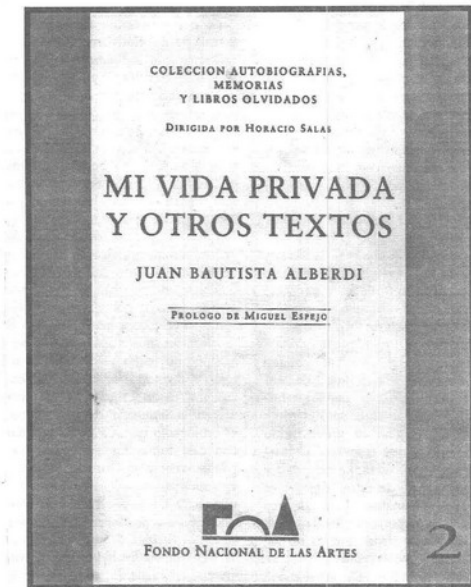 COLECCION AUTOBIOGRAFIAS,
MEMORIAS
Y LIBROS OLVIDADOS
DIRIGIDA POR HORACIO SALAS
MI VIDA PRIVADA
Y OTROS TEXTOS
JUAN BAUTISTA ALBERDI
PROLOGO DE MIGUEL ESPEJO
FONDO NACIONAL DE LAS ARTES
2